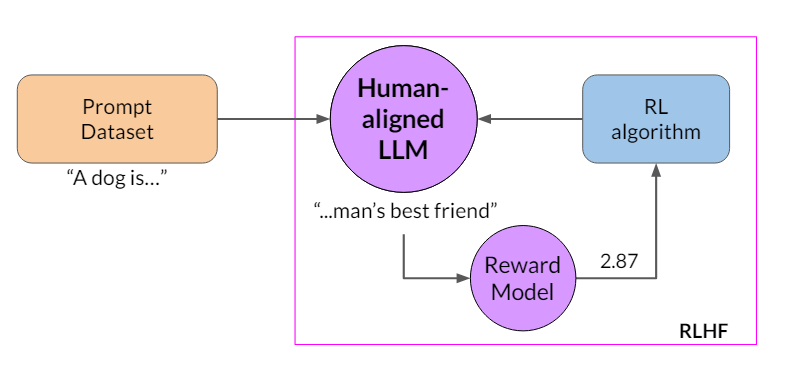 Prompt
Dataset
“A dog is...”
Human-
aligned
LLM
“...man’s best friend”
RL
algorithm
Reward
Model
2.87
RLHF